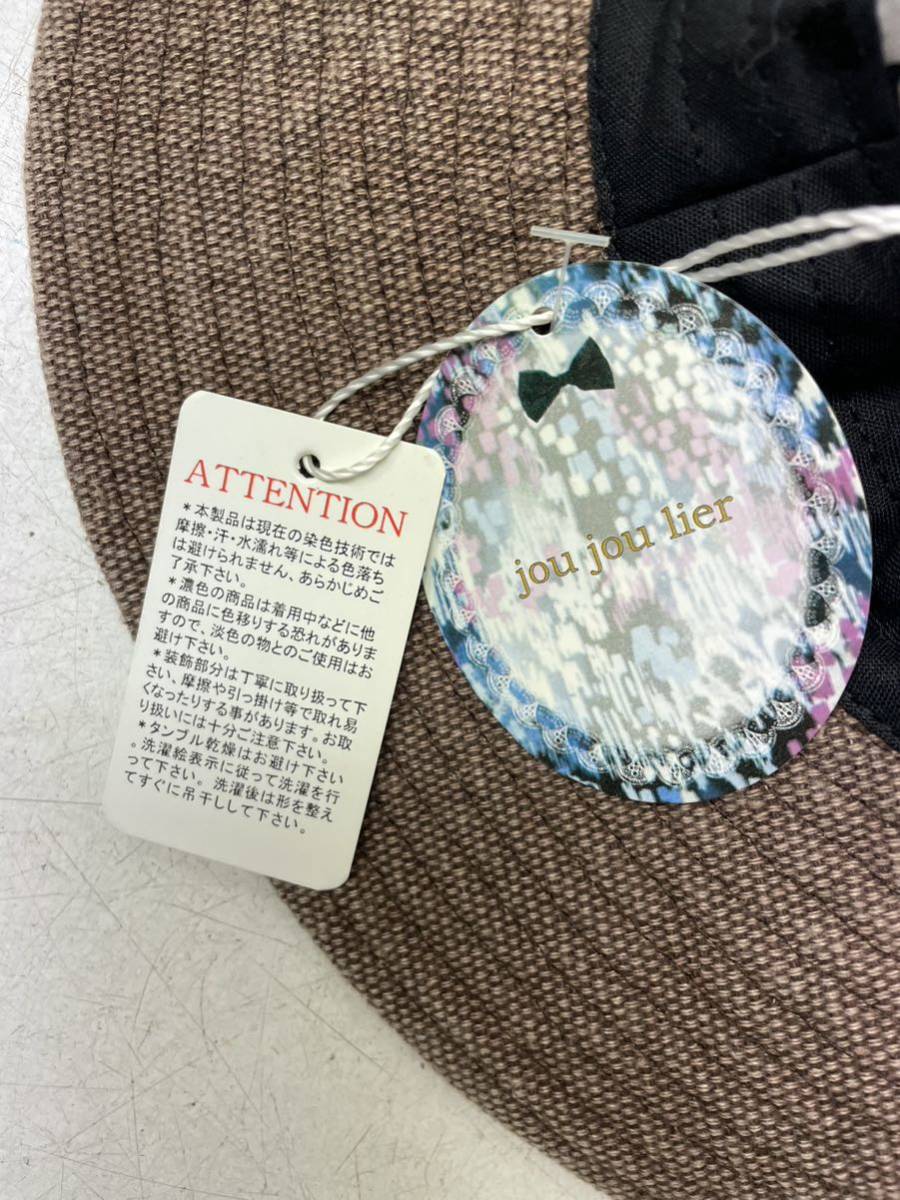 ATTENTION
*本製品は現在の染色技術では
摩擦・汗・水濡れ等による色落ち
は避けられません、あらかじめご
了承下さい。
*濃色の商品は着用中などに他
の商品に色移りする恐れがありま
すので、淡色の物とのご使用はお
避け下さい。
*装飾部分は丁寧に取り扱って下
さい、摩擦や引っ掛け等で取れ易
くなったりする事があります。お取
り扱いには十分ご注意下さい。
*タンブル乾燥はお避け下さい
。洗濯絵表示に従って洗濯を行
って下さい。洗濯後は形を整え
てすぐに吊干しして下さい。
jou jou lier